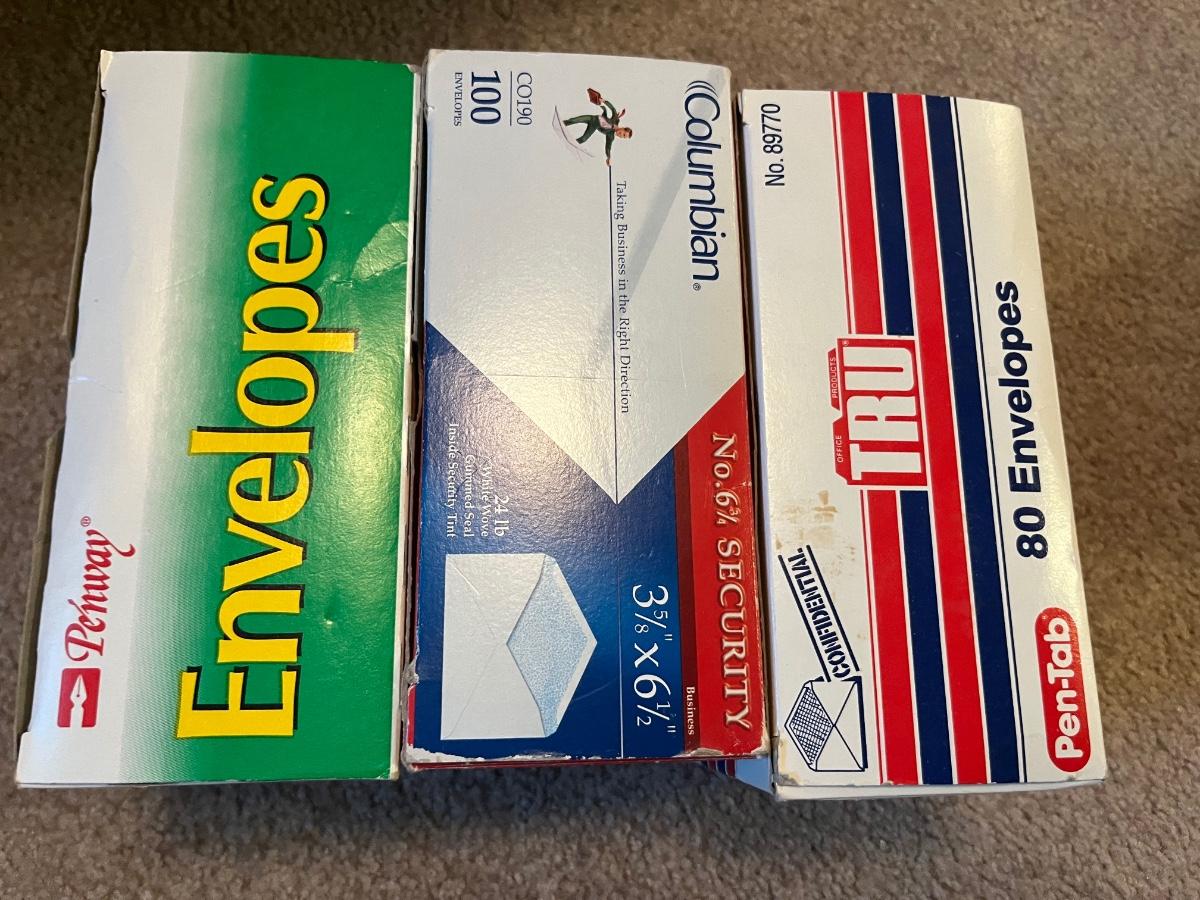 Penway®
Envelopes
CO190
100
ENVELOPES
Columbian®
Taking Business in the Right Direction
24 lb
White Wove
Gummed Seal
Inside Security Tint
No. 6¾ SECURITY
Business
3⅝" X 6½"
No. 89770
OFFICE PRODUCTS
TRU®
80 Envelopes
CONFIDENTIAL
Pen-Tab